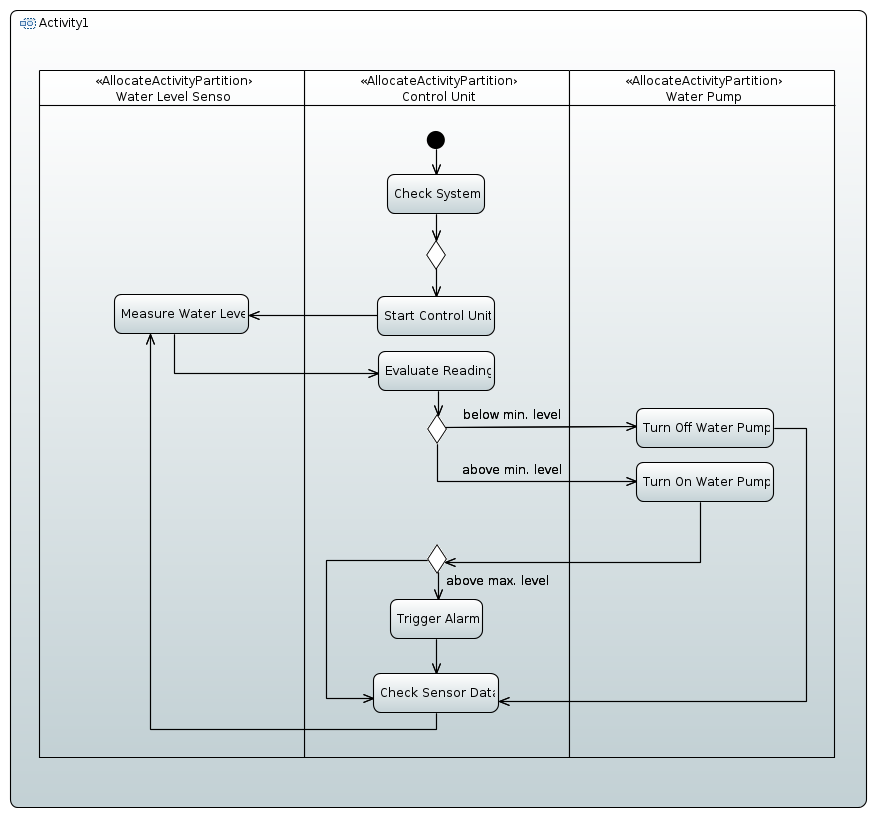 Activity1
«AllocateActivityPartition»
Water Level Senso
«AllocateActivityPartition»
Control Unit
«AllocateActivityPartition»
Water Pump
Check System
Measure Water Leve
Start Control Unit
Evaluate Reading
below min. level
Turn Off Water Pump
above min. level
Turn On Water Pump
above max. level
Trigger Alarm
Check Sensor Data